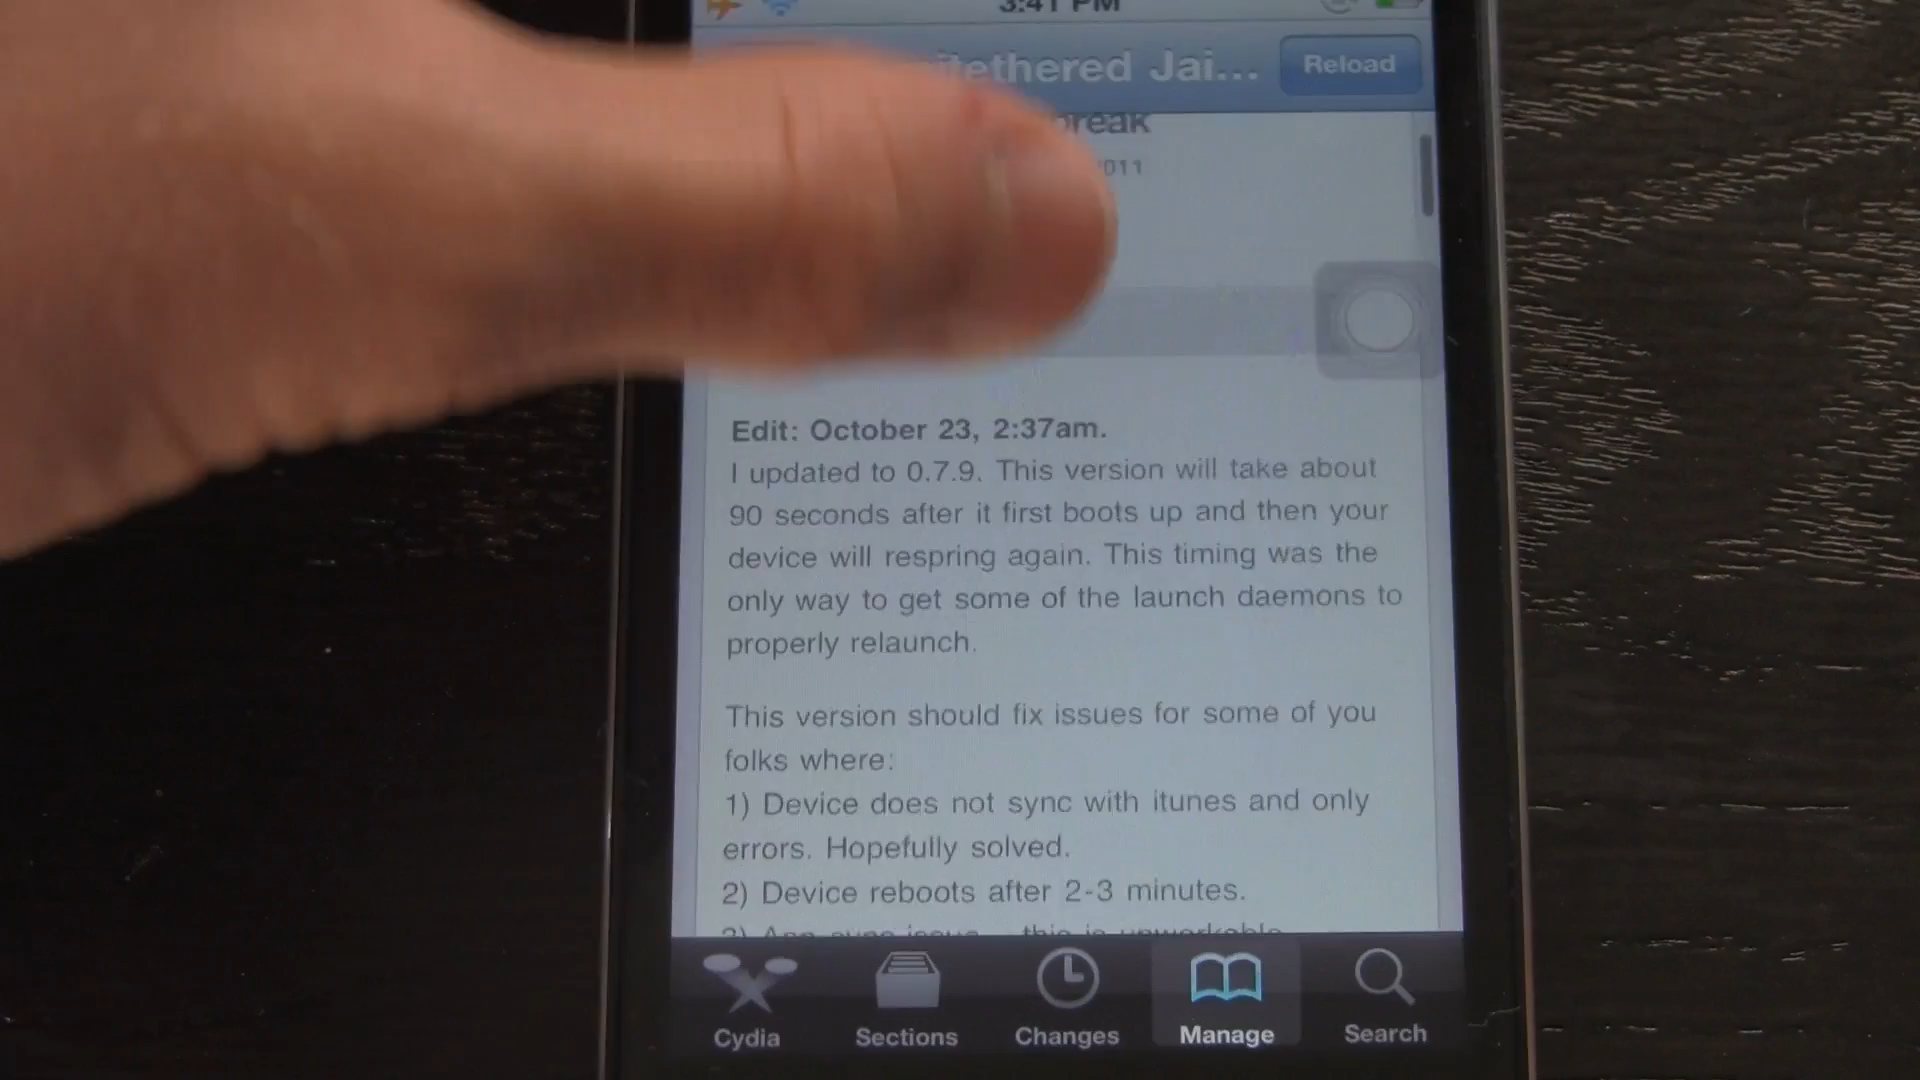 3:41 PM
tethered Jai... Reload
break
2011
Edit: October 23, 2:37am.
I updated to 0.7.9. This version will take about
90 seconds after it first boots up and then your
device will respring again. This timing was the
only way to get some of the launch daemons to
properly relaunch.
This version should fix issues for some of you
folks where:
1) Device does not sync with itunes and only
errors. Hopefully solved.
2) Device reboots after 2-3 minutes.
Cydia Sections Changes Manage Search